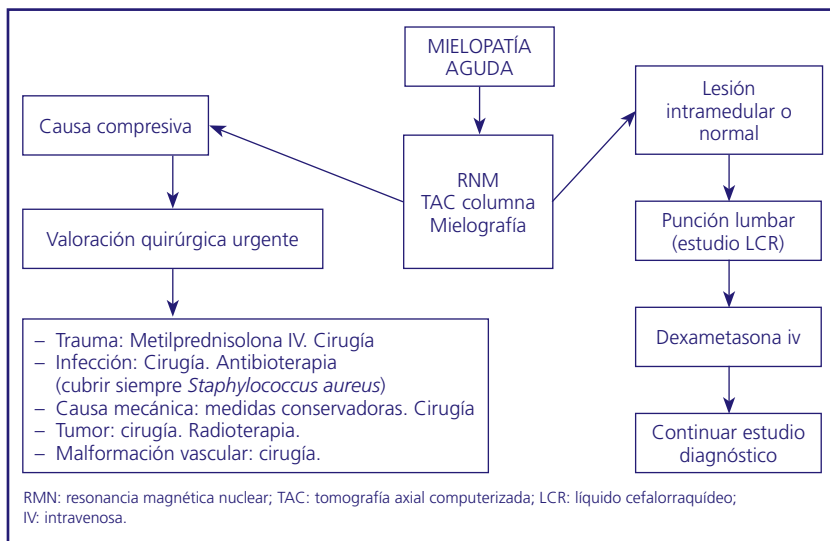 MIELOPATÍA
AGUDA
Causa compresiva
RNM
TAC columna
Mielografía
Lesión
intramedular o
normal
Valoración quirúrgica urgente
Punción lumbar
(estudio LCR)
– Trauma: Metilprednisolona IV. Cirugía
– Infección: Cirugía. Antibioterapia
(cubrir siempre Staphylococcus aureus)
– Causa mecánica: medidas conservadoras. Cirugía
– Tumor: cirugía. Radioterapia.
– Malformación vascular: cirugía.
Dexametasona iv
Continuar estudio
diagnóstico
RMN: resonancia magnética nuclear; TAC: tomografía axial computerizada; LCR: líquido cefalorraquídeo;
IV: intravenosa.